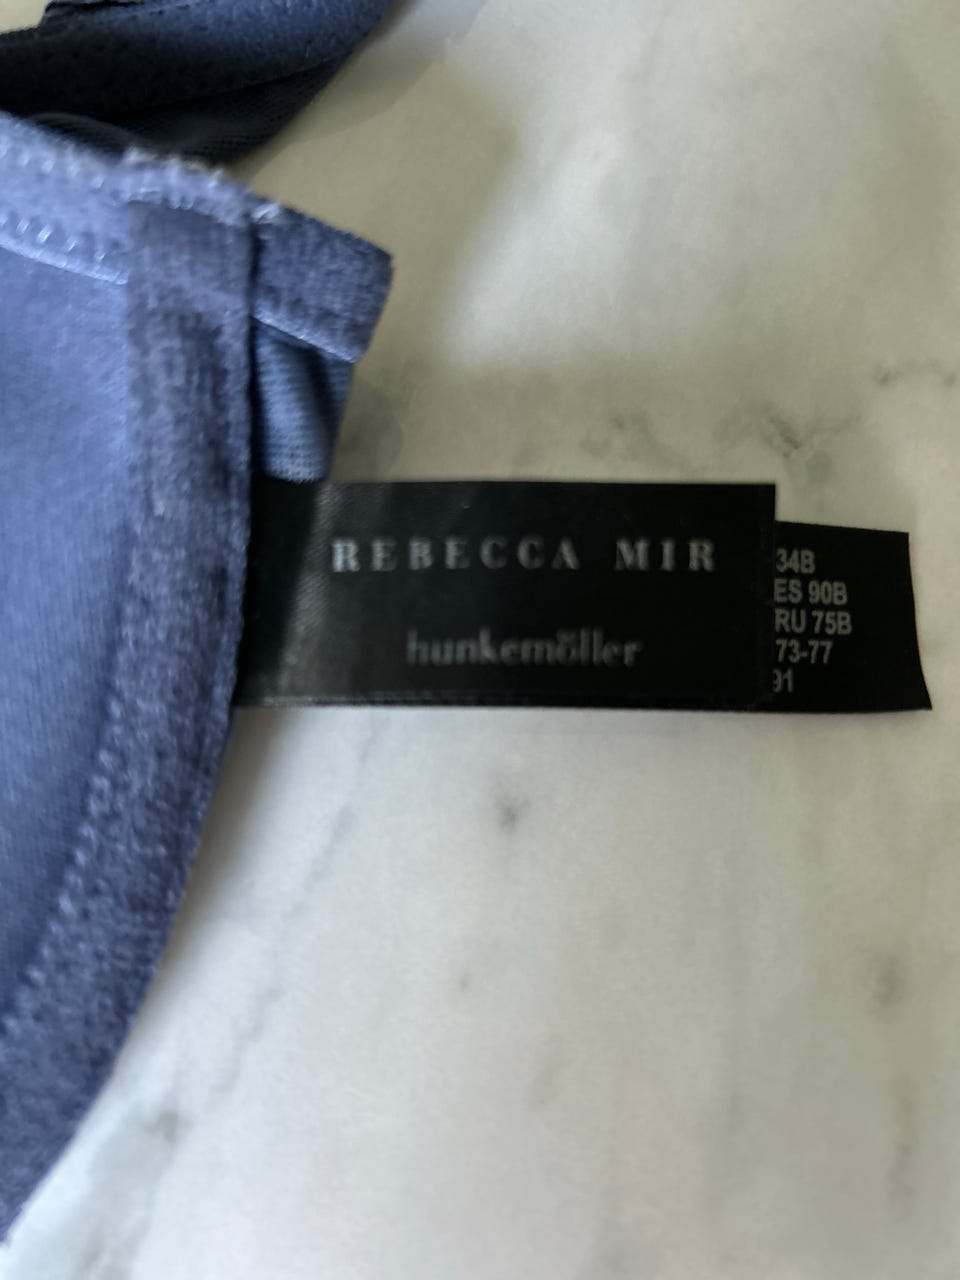 REBECCA MIR
hunkemöller
34B
ES 90B
RU 75B
73-77
91